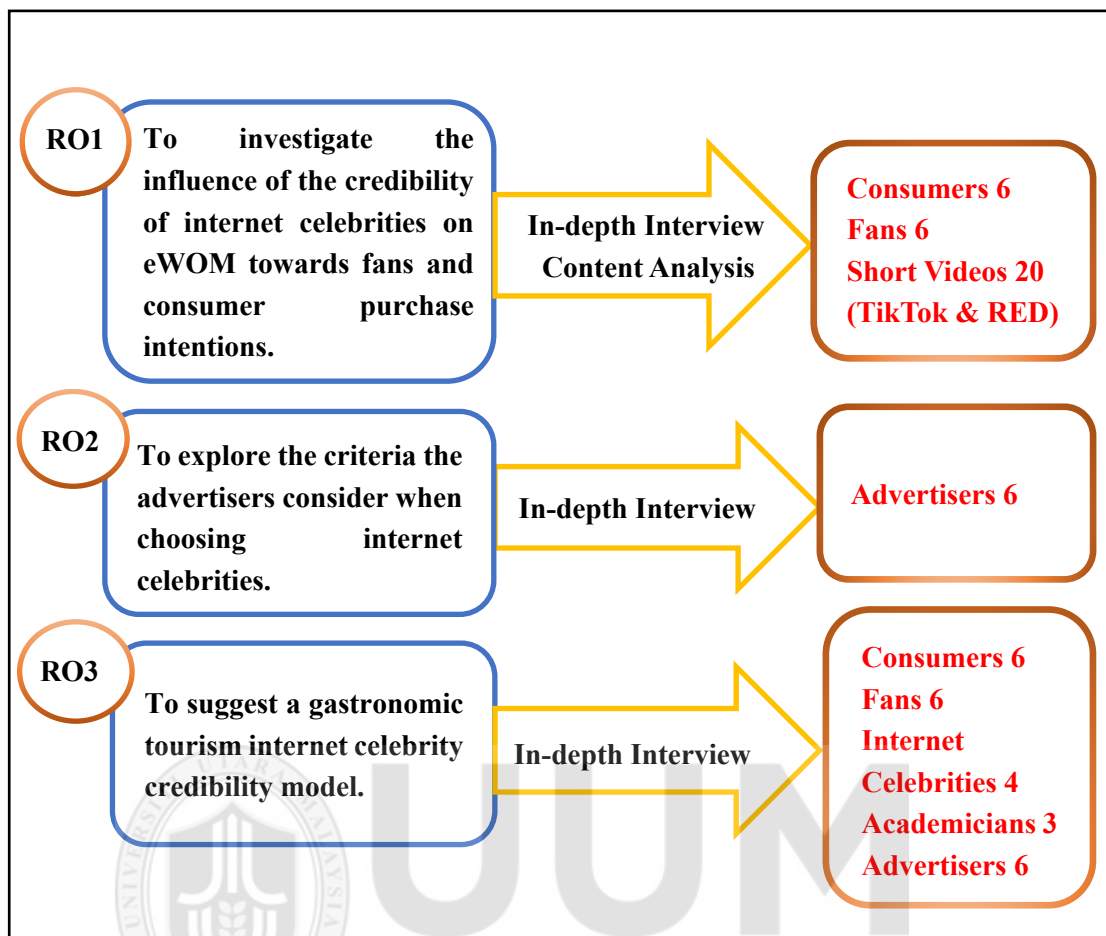 RO1
To investigate the
influence of the credibility
of internet celebrities on
eWOM towards fans and
consumer purchase
intentions.
In-depth Interview
Content Analysis
Consumers 6
Fans 6
Short Videos 20
(TikTok & RED)
RO2
To explore the criteria the
advertisers consider when
choosing internet
celebrities.
In-depth Interview
Advertisers 6
RO3
To suggest a gastronomic
tourism internet celebrity
credibility model.
In-depth Interview
Consumers 6
Fans 6
Internet
Celebrities 4
Academicians 3
Advertisers 6
UNIVERSITI UTARA MALAYSIA
UUM